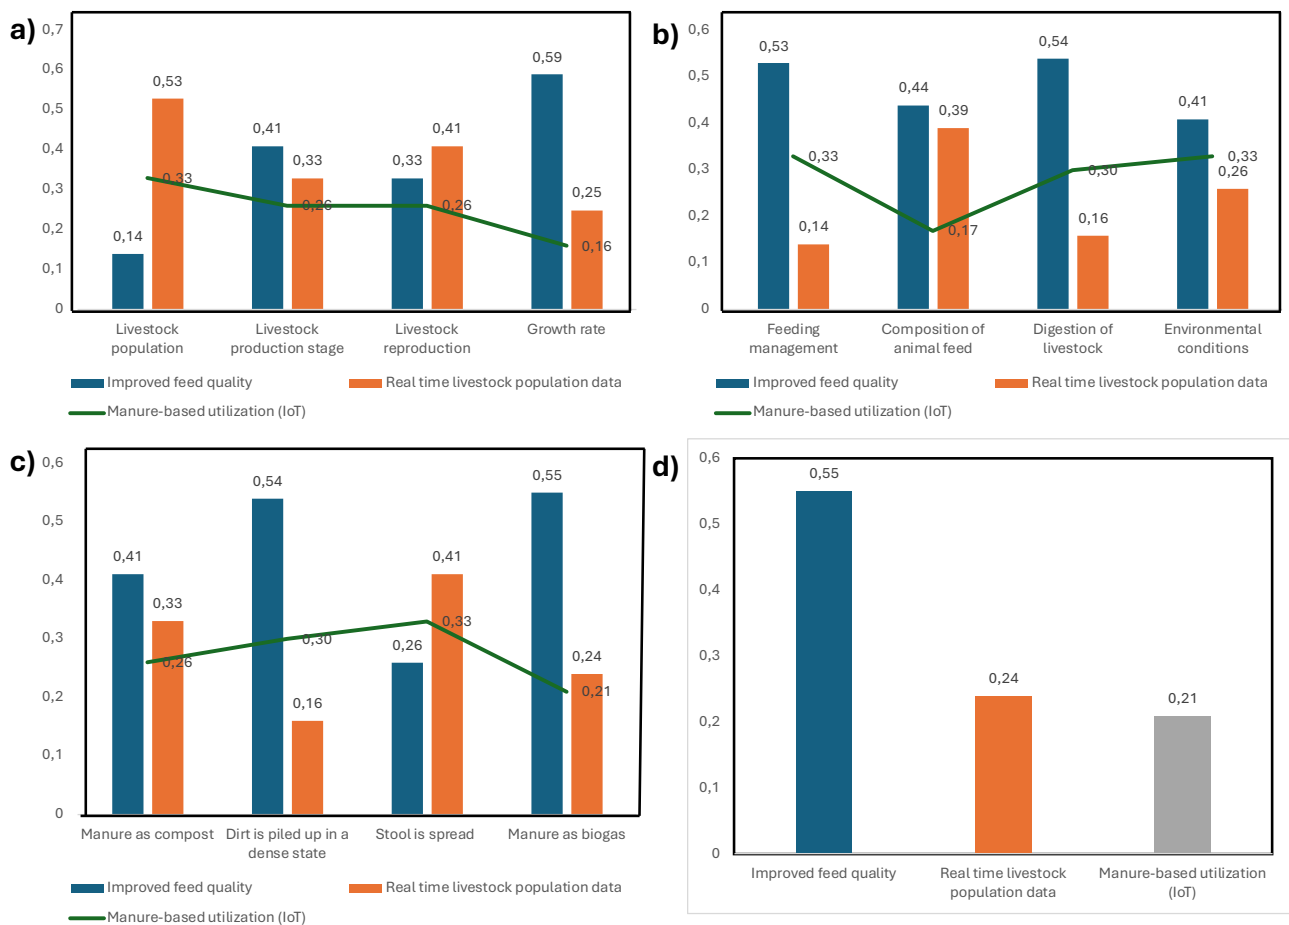 a)
0,7
0,6
0,5
0,4
0,3
0,2
0,1
0
0,14
0,53
0,33
0,41
0,33
0,26
0,33
0,41
0,26
0,59
0,25
0,16
Livestock
population
Livestock
production stage
Livestock
reproduction
Growth rate
Improved feed quality
Real time livestock population data
Manure-based utilization (IoT)
b)
0,6
0,5
0,4
0,3
0,2
0,1
0
0,53
0,14
0,33
0,44
0,39
0,17
0,54
0,16
0,30
0,41
0,26
0,33
Feeding
management
Composition of
animal feed
Digestion of
livestock
Environmental
conditions
Improved feed quality
Real time livestock population data
Manure-based utilization (IoT)
c)
0,6
0,5
0,4
0,3
0,2
0,1
0
0,41
0,33
0,26
0,54
0,16
0,30
0,26
0,41
0,33
0,55
0,24
0,21
Manure as compost
Dirt is piled up in a
dense state
Stool is spread
Manure as biogas
Improved feed quality
Real time livestock population data
Manure-based utilization (IoT)
d)
0,6
0,5
0,4
0,3
0,2
0,1
0
0,55
0,24
0,21
Improved feed quality
Real time livestock
population data
Manure-based utilization
(IoT)